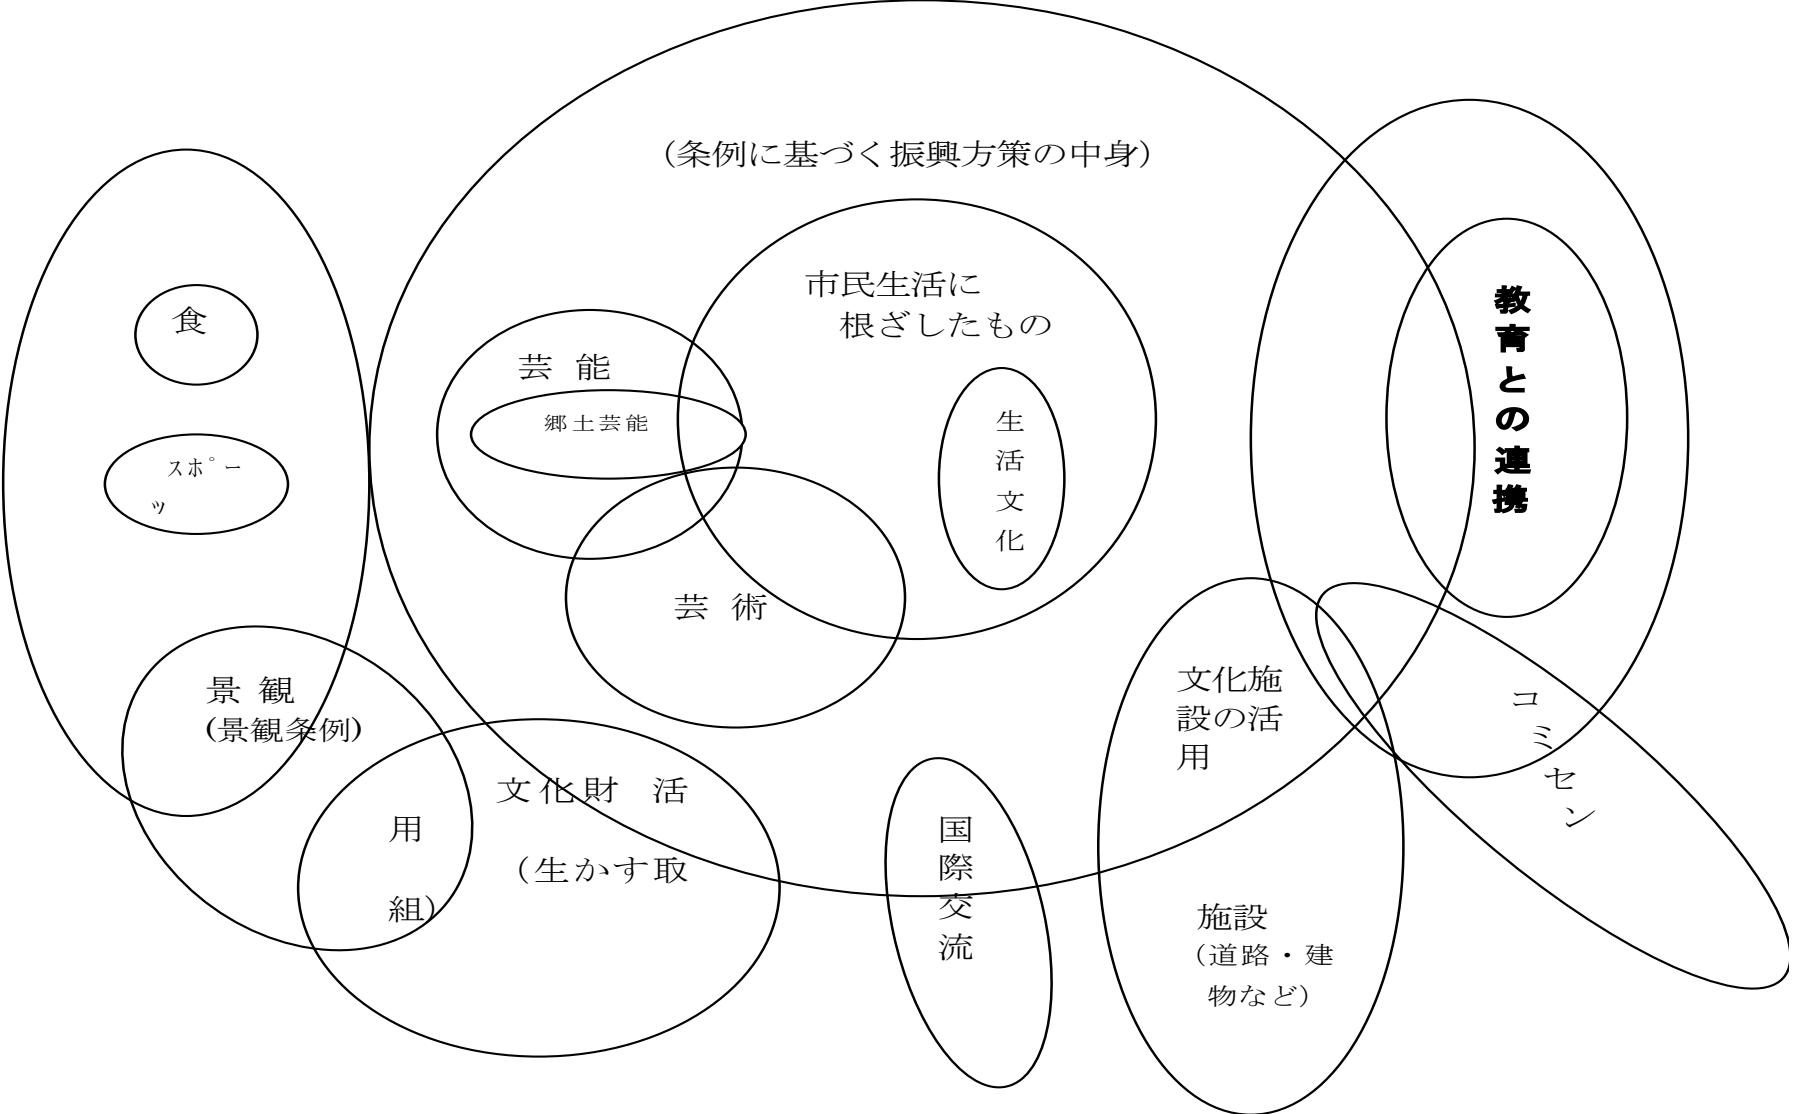 (条例に基づく振興方策の中身)
市民生活に
根ざしたもの
食
芸 能
郷土芸能
スポー
ツ
生活文化
教育との連携
芸 術
景 観
(景観条例)
文化財 活
用
(生かす取
組)
国際交流
文化施
設の活
用
施設
(道路・建
物など)
コミセン